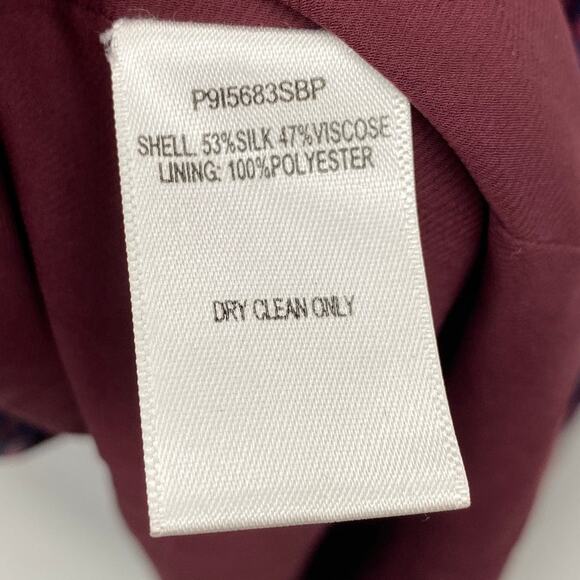 P9I5683SBP
SHELL: 53%SILK 47%VISCOSE
LINING: 100%POLYESTER
DRY CLEAN ONLY